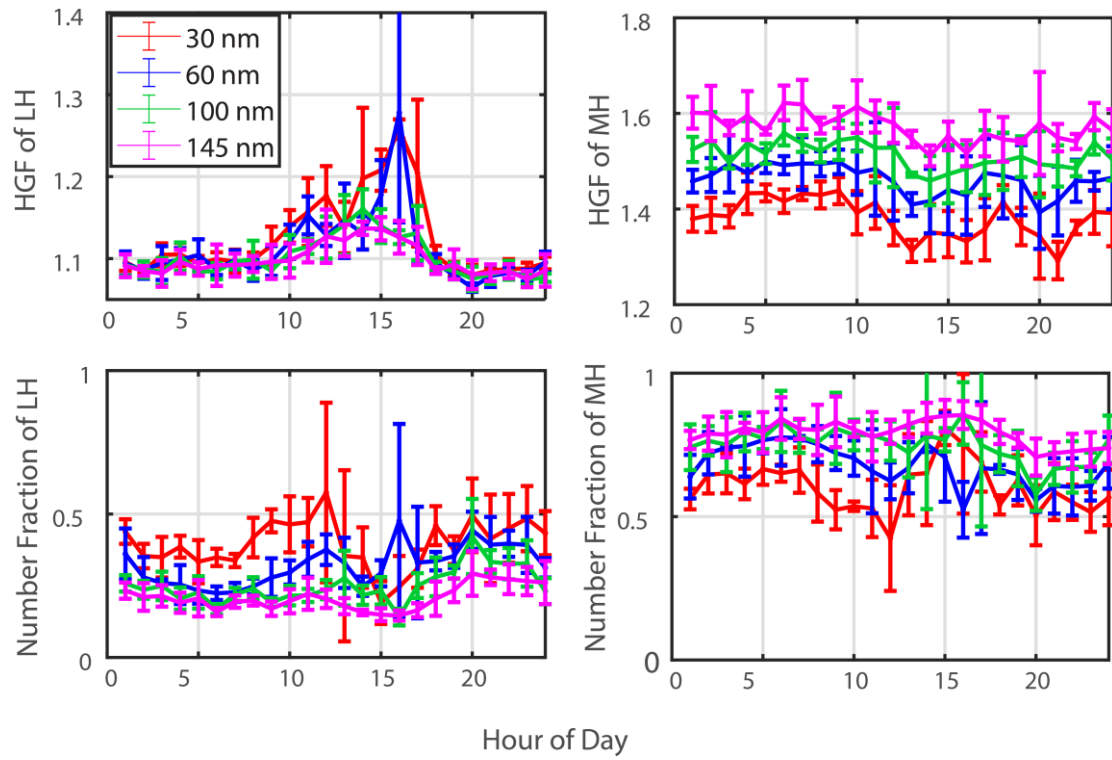 1.4
1.3
1.2
1.1
HGF of LH
30 nm
60 nm
100 nm
145 nm
0 5 10 15 20
1.8
1.6
1.4
1.2
HGF of MH
0 5 10 15 20
1
0.5
0
Number Fraction of LH
0 5 10 15 20
1
0.5
0
Number Fraction of MH
0 5 10 15 20
Hour of Day